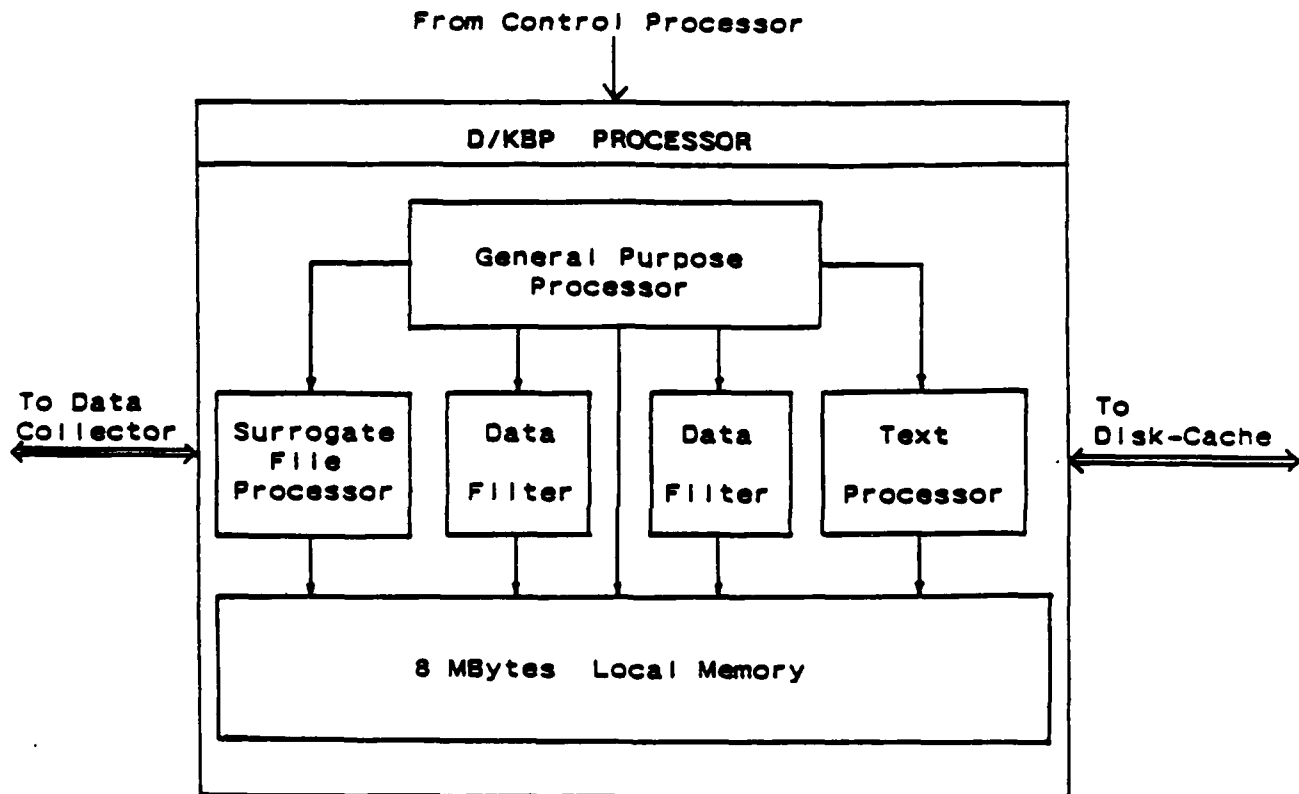 From Control Processor
D/KBP PROCESSOR
General Purpose
Processor
To Data
Collector
Surrogate
File
Processor
Data
Filter
Data
Filter
Text
Processor
To
Disk-Cache
8 MBytes Local Memory